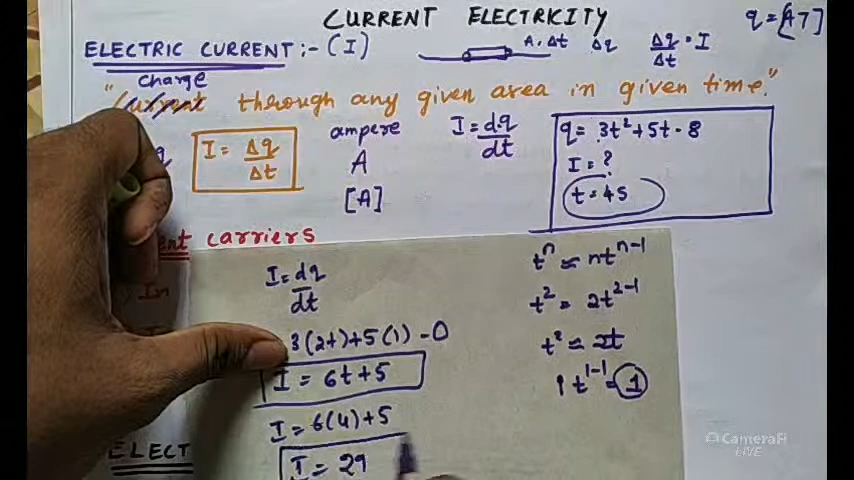 CURRENT ELECTRICITY
q = [A T]
ELECTRIC CURRENT :- (I)
A, Δt Δq Δq/Δt = I
charge
"Current through any given area in given time."
I = Δq/Δt
ampere
A
[A]
I = dq/dt
q = 3t² + 5t - 8
I = ?
t = 4s
carriers
I = dq/dt
3(2t) + 5(1) - 0
I = 6t + 5
I = 6(4) + 5
I = 29
tⁿ = ntⁿ⁻¹
t² = 2t²⁻¹
t² = 2t
1 t¹⁻¹ = 1
ELECT
CameraFi
LIVE